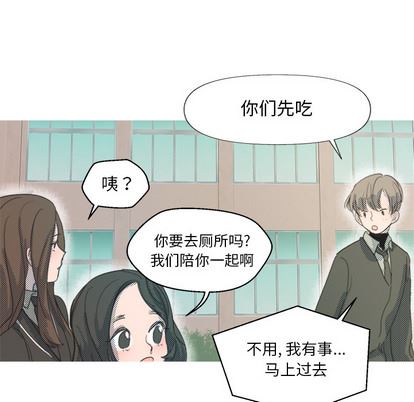 你们先吃
咦？
你要去厕所吗？
我们陪你一起啊
不用, 我有事...
马上过去